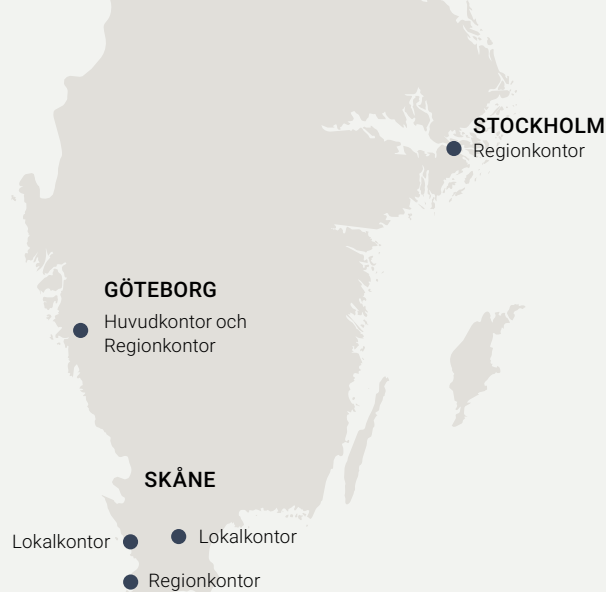 STOCKHOLM
Regionkontor
GÖTEBORG
Huvudkontor och
Regionkontor
SKÅNE
Lokalkontor
Lokalkontor
Regionkontor